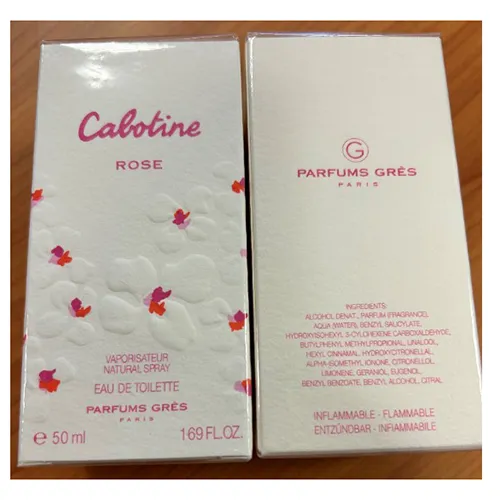 Cabotine
ROSE
VAPORISATEUR
NATURAL SPRAY
EAU DE TOILETTE
PARFUMS GRÈS
PARIS
e 50 ml 1 69 FL.OZ.
G
PARFUMS GRÈS
PARIS
INGREDIENTS:
ALCOHOL DENAT., PARFUM (FRAGRANCE),
AQUA (WATER), BENZYL SALICYLATE,
HYDROXYISOHEXYL 3-CYLOHEXENE CARBOXALDEHYDE,
BUTYLPHENYL METHYLPROPIONAL, LINALOOL,
HEXYL CINNAMAL, HYDROXYCITRONELLAL,
ALPHA-ISOMETHYL IONONE, CITRONELLOL,
LIMONENE, GERANIOL, EUGENOL,
BENZYL BENZOATE, BENZYL ALCOHOL, CITRAL
INFLAMMABLE - FLAMMABLE
ENTZÜNDBAR - INFIAMMABILE